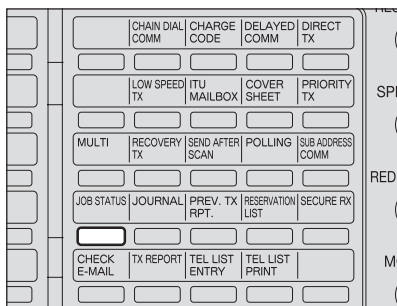 CHAIN DIAL COMM
CHARGE CODE
DELAYED COMM
DIRECT TX
LOW SPEED TX
ITU MAILBOX
COVER SHEET
PRIORITY TX
MULTI
RECOVERY TX
SEND AFTER SCAN
POLLING
SUB ADDRESS COMM
JOB STATUS
JOURNAL
PREV. TX RPT.
RESERVATION LIST
SECURE RX
CHECK E-MAIL
TX REPORT
TEL LIST ENTRY
TEL LIST PRINT
RED